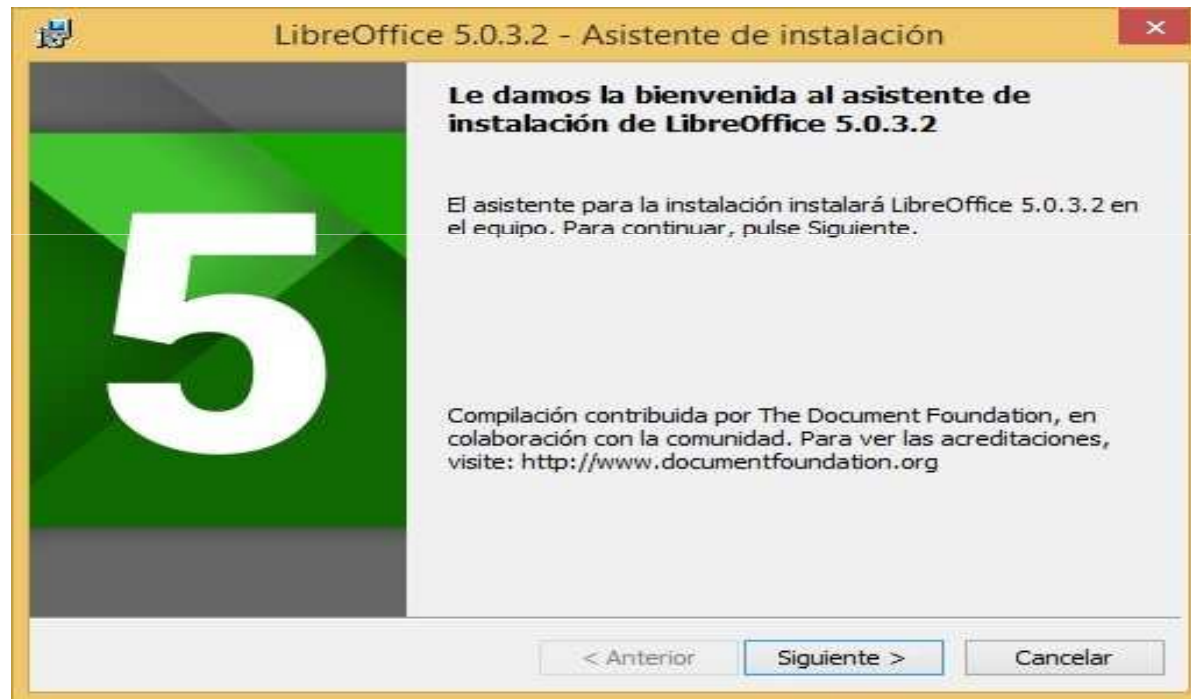 LibreOffice 5.0.3.2 - Asistente de instalación
Le damos la bienvenida al asistente de
instalación de LibreOffice 5.0.3.2
El asistente para la instalación instalará LibreOffice 5.0.3.2 en
el equipo. Para continuar, pulse Siguiente.
5
Compilación contribuida por The Document Foundation, en
colaboración con la comunidad. Para ver las acreditaciones,
visite: http://www.documentfoundation.org
< Anterior
Siguiente >
Cancelar